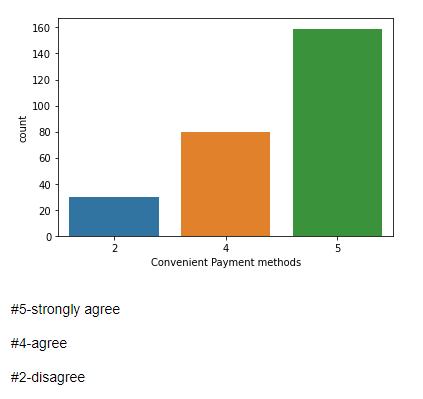 160
140
120
100
80
60
40
20
0
count
2 4 5
Convenient Payment methods
#5-strongly agree
#4-agree
#2-disagree